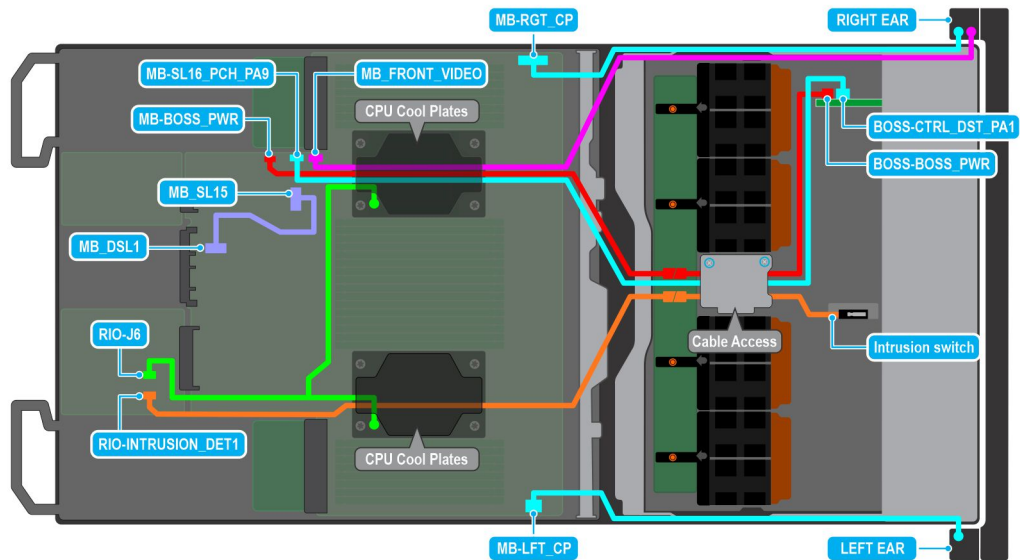 MB-RGT_CP
RIGHT EAR
MB-SL16_PCH_PA9
MB_FRONT_VIDEO
MB-BOSS_PWR
CPU Cool Plates
BOSS-CTRL_DST_PA1
BOSS-BOSS_PWR
MB_SL15
MB_DSL1
RIO-J6
Cable Access
Intrusion switch
RIO-INTRUSION_DET1
CPU Cool Plates
MB-LFT_CP
LEFT EAR